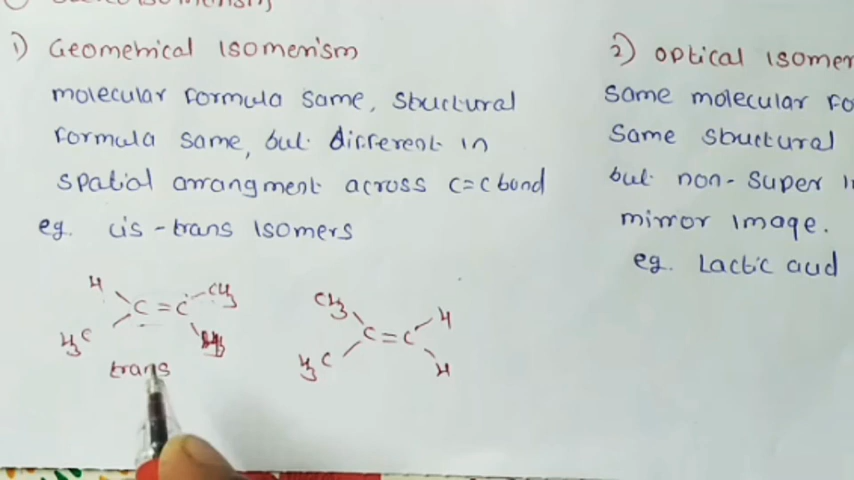 1) Geometrical Isomerism
molecular formula same, structural
formula same, but different in
spatial arrangment across C=C bond
eg. cis-trans Isomers
H
CH3
C=C
H3C
trans
CH3
H
C=C
H3C
H
2) Optical Isomer
Same molecular Fo
Same structural
but non-super i
mirror image.
eg. Lactic acid